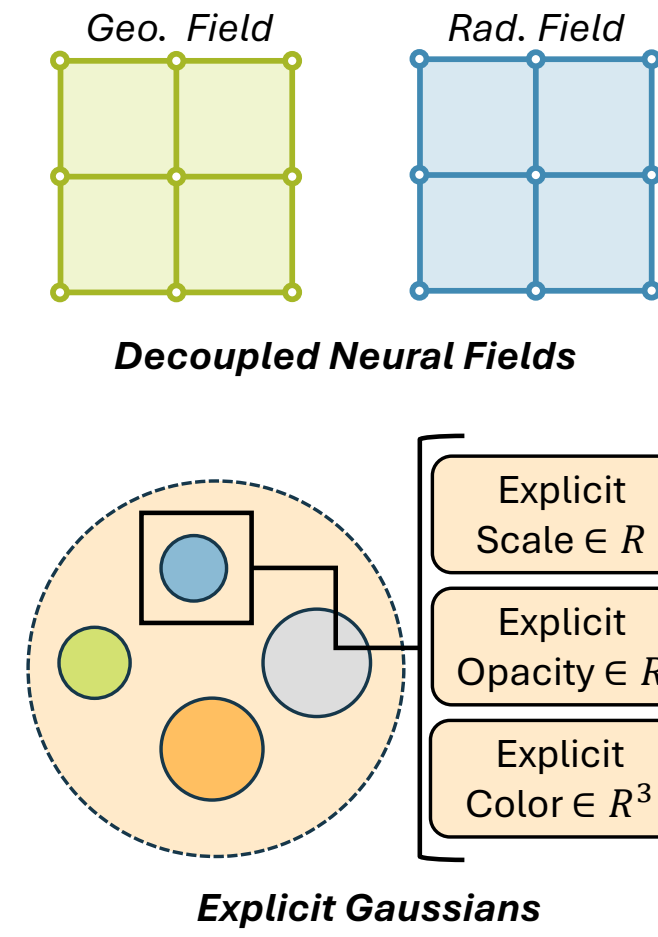 Geo. Field
Rad. Field
Decoupled Neural Fields
Explicit
Scale ∈ R
Explicit
Opacity ∈ R
Explicit
Color ∈ R³
Explicit Gaussians